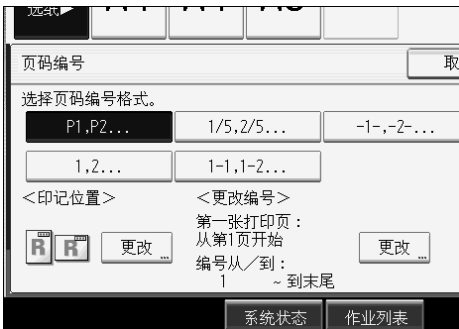 选纸▶
页码编号
取
选择页码编号格式。
P1,P2...
1/5,2/5...
-1-,-2-...
1,2...
1-1,1-2...
<印记位置>
<更改编号>
第一张打印页：
从第1页开始
R R 更改
更改
编号从／到：
1 ~到末尾
系统状态 作业列表